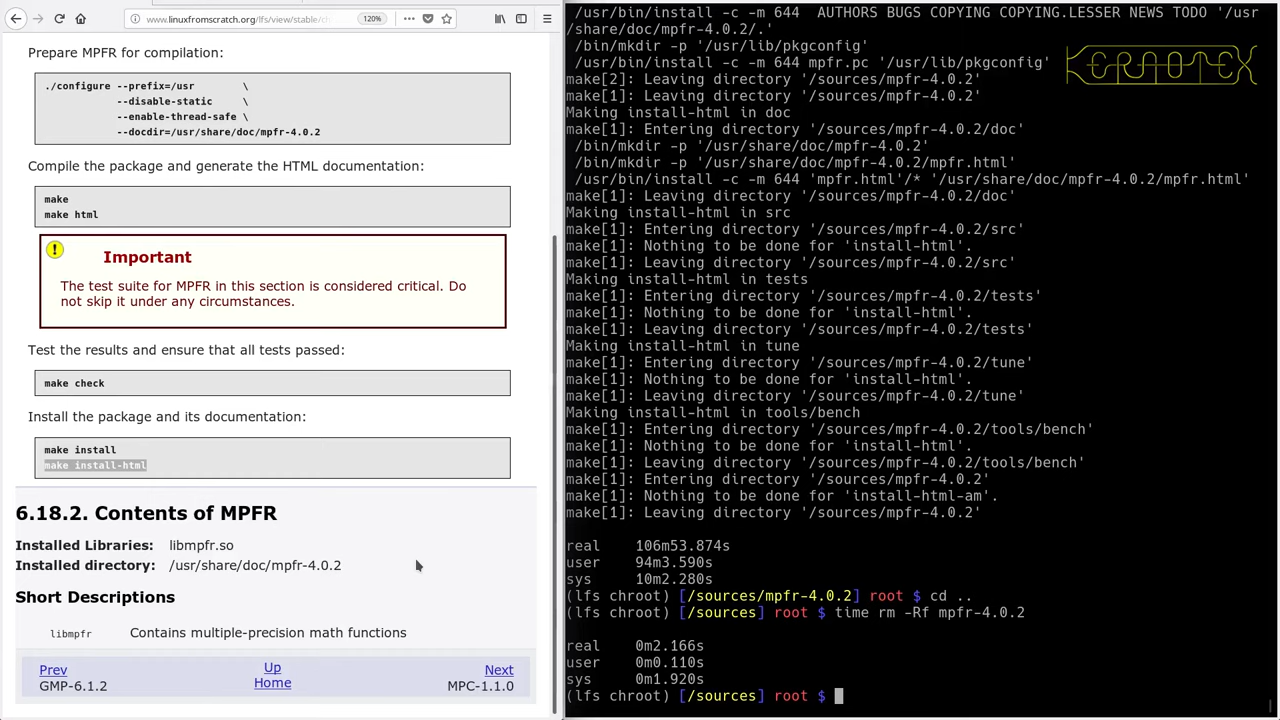 www.linuxfromscratch.org/lfs/view/stable/ch
120%
Prepare MPFR for compilation:
./configure --prefix=/usr \
--disable-static \
--enable-thread-safe \
--docdir=/usr/share/doc/mpfr-4.0.2
Compile the package and generate the HTML documentation:
make
make html
!
Important
The test suite for MPFR in this section is considered critical. Do
not skip it under any circumstances.
Test the results and ensure that all tests passed:
make check
Install the package and its documentation:
make install
make install-html
6.18.2. Contents of MPFR
Installed Libraries: libmpfr.so
Installed directory: /usr/share/doc/mpfr-4.0.2
Short Descriptions
libmpfr Contains multiple-precision math functions
Prev Up Next
GMP-6.1.2 Home MPC-1.1.0
/usr/bin/install -c -m 644  AUTHORS BUGS COPYING COPYING.LESSER NEWS TODO '/usr
/share/doc/mpfr-4.0.2/.'
/bin/mkdir -p '/usr/lib/pkgconfig'
/usr/bin/install -c -m 644 mpfr.pc '/usr/lib/pkgconfig'
make[2]: Leaving directory '/sources/mpfr-4.0.2'
make[1]: Leaving directory '/sources/mpfr-4.0.2'
Making install-html in doc
make[1]: Entering directory '/sources/mpfr-4.0.2/doc'
/bin/mkdir -p '/usr/share/doc/mpfr-4.0.2'
/bin/mkdir -p '/usr/share/doc/mpfr-4.0.2/mpfr.html'
/usr/bin/install -c -m 644 'mpfr.html'/* '/usr/share/doc/mpfr-4.0.2/mpfr.html'
make[1]: Leaving directory '/sources/mpfr-4.0.2/doc'
Making install-html in src
make[1]: Entering directory '/sources/mpfr-4.0.2/src'
make[1]: Nothing to be done for 'install-html'.
make[1]: Leaving directory '/sources/mpfr-4.0.2/src'
Making install-html in tests
make[1]: Entering directory '/sources/mpfr-4.0.2/tests'
make[1]: Nothing to be done for 'install-html'.
make[1]: Leaving directory '/sources/mpfr-4.0.2/tests'
Making install-html in tune
make[1]: Entering directory '/sources/mpfr-4.0.2/tune'
make[1]: Nothing to be done for 'install-html'.
make[1]: Leaving directory '/sources/mpfr-4.0.2/tune'
Making install-html in tools/bench
make[1]: Entering directory '/sources/mpfr-4.0.2/tools/bench'
make[1]: Nothing to be done for 'install-html'.
make[1]: Leaving directory '/sources/mpfr-4.0.2/tools/bench'
make[1]: Entering directory '/sources/mpfr-4.0.2'
make[1]: Nothing to be done for 'install-html-am'.
make[1]: Leaving directory '/sources/mpfr-4.0.2'
real 106m53.874s
user 94m3.590s
sys 10m2.280s
(lfs chroot) [/sources/mpfr-4.0.2] root $ cd ..
(lfs chroot) [/sources] root $ time rm -Rf mpfr-4.0.2
real 0m2.166s
user 0m0.110s
sys 0m1.920s
(lfs chroot) [/sources] root $